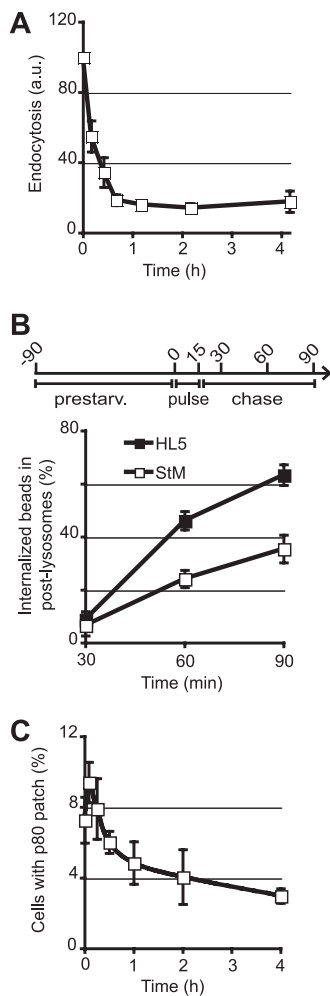 A
120
80
40
0
Endocytosis (a.u.)
0 1 2 3 4
Time (h)
B
-90 0 15 30 60 90
prestarv. pulse chase
80
40
0
Internalized beads in
post-lysosomes (%)
HL5
StM
30 60 90
Time (min)
C
12
8
4
0
Cells with p80 patch (%)
0 1 2 3 4
Time (h)